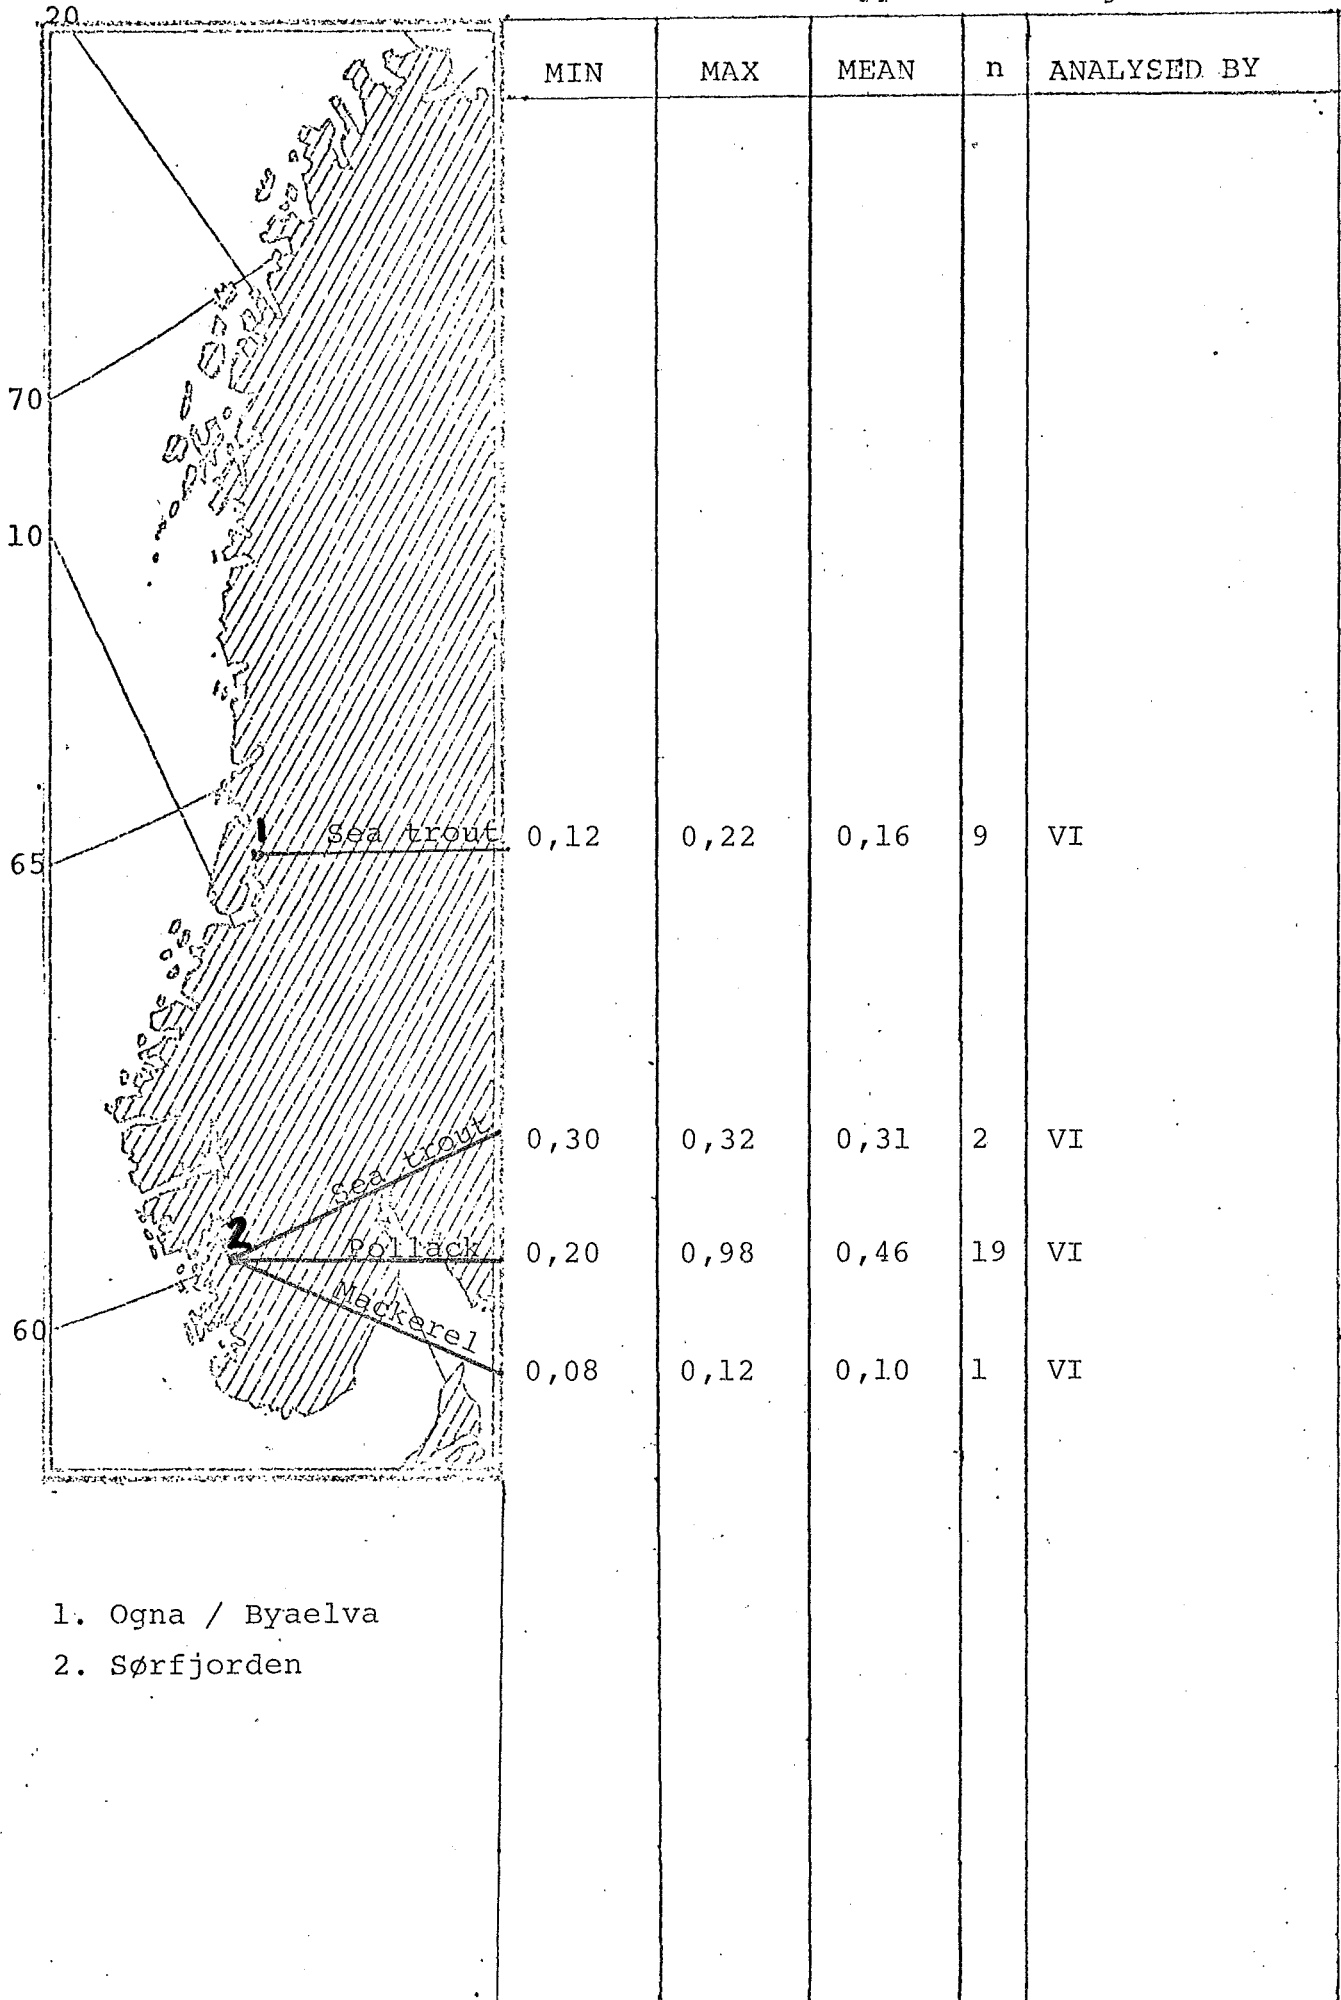 20
MIN MAX MEAN n ANALYSED BY
70
10
1 Sea trout 0,12 0,22 0,16 9 VI
65
Sea trout 0,30 0,32 0,31 2 VI
2 Pollack 0,20 0,98 0,46 19 VI
60
Mackerel 0,08 0,12 0,10 1 VI
1. Ogna / Byaelva
2. Sørfjorden